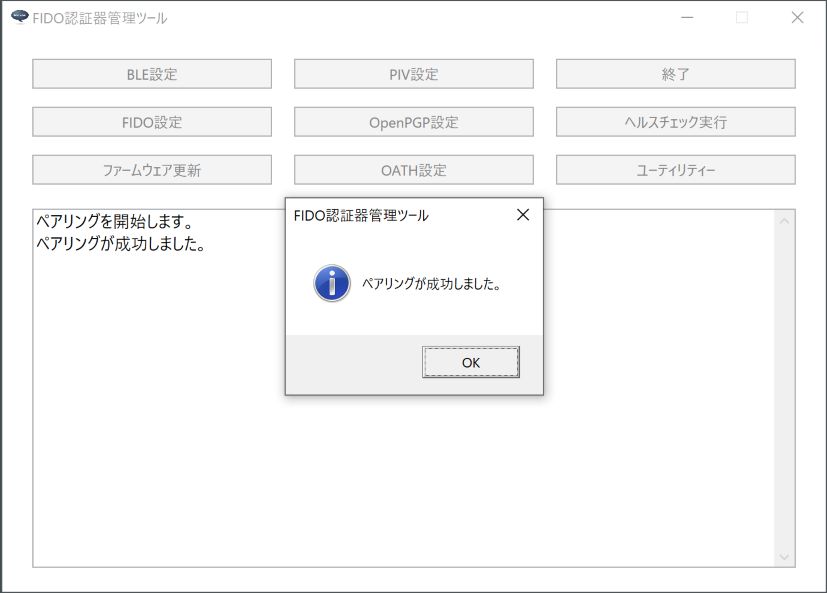 FIDO認証器管理ツール
BLE設定
PIV設定
終了
FIDO設定
OpenPGP設定
ヘルスチェック実行
ファームウェア更新
OATH設定
ユーティリティー
ペアリングを開始します。
ペアリングが成功しました。
FIDO認証器管理ツール
ペアリングが成功しました。
OK